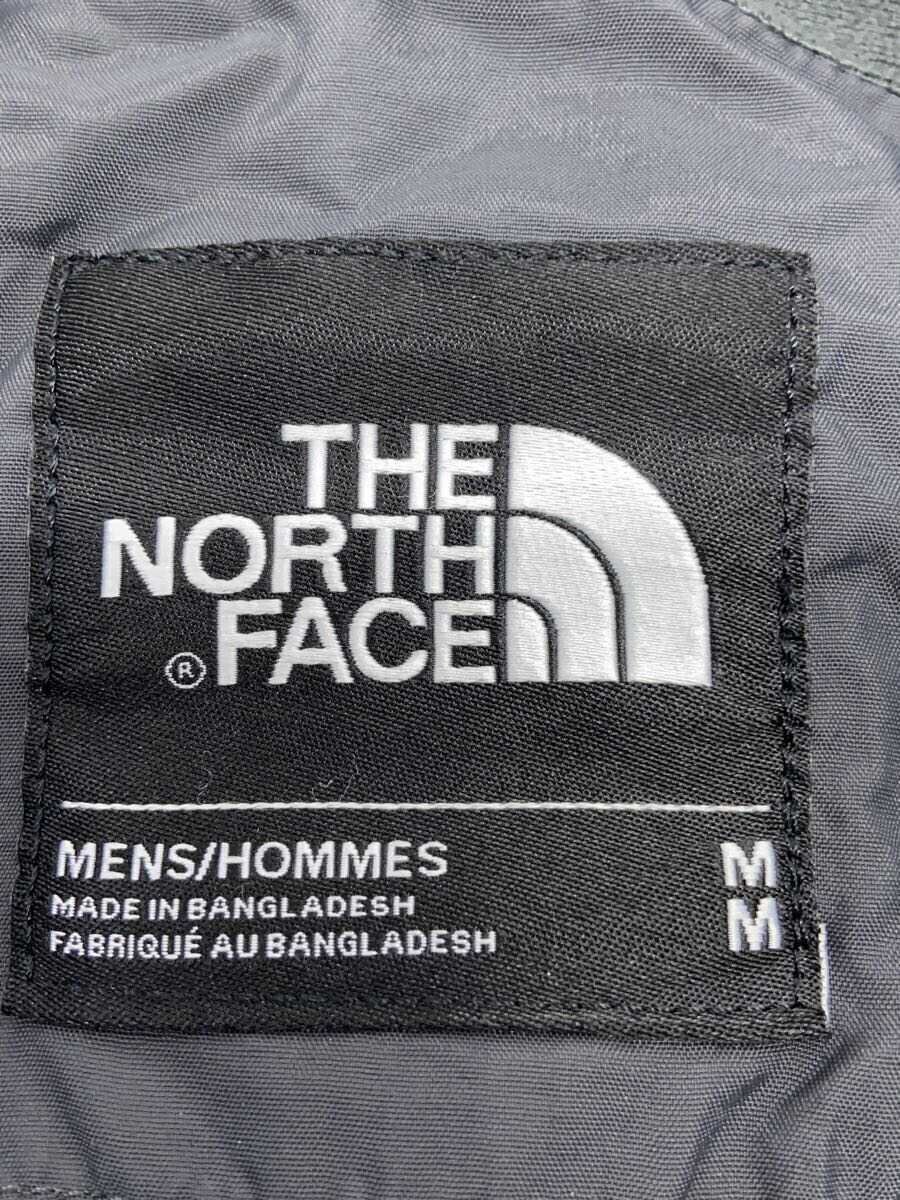 THE
NORTH
® FACE
MENS/HOMMES M
MADE IN BANGLADESH M
FABRIQUÉ AU BANGLADESH